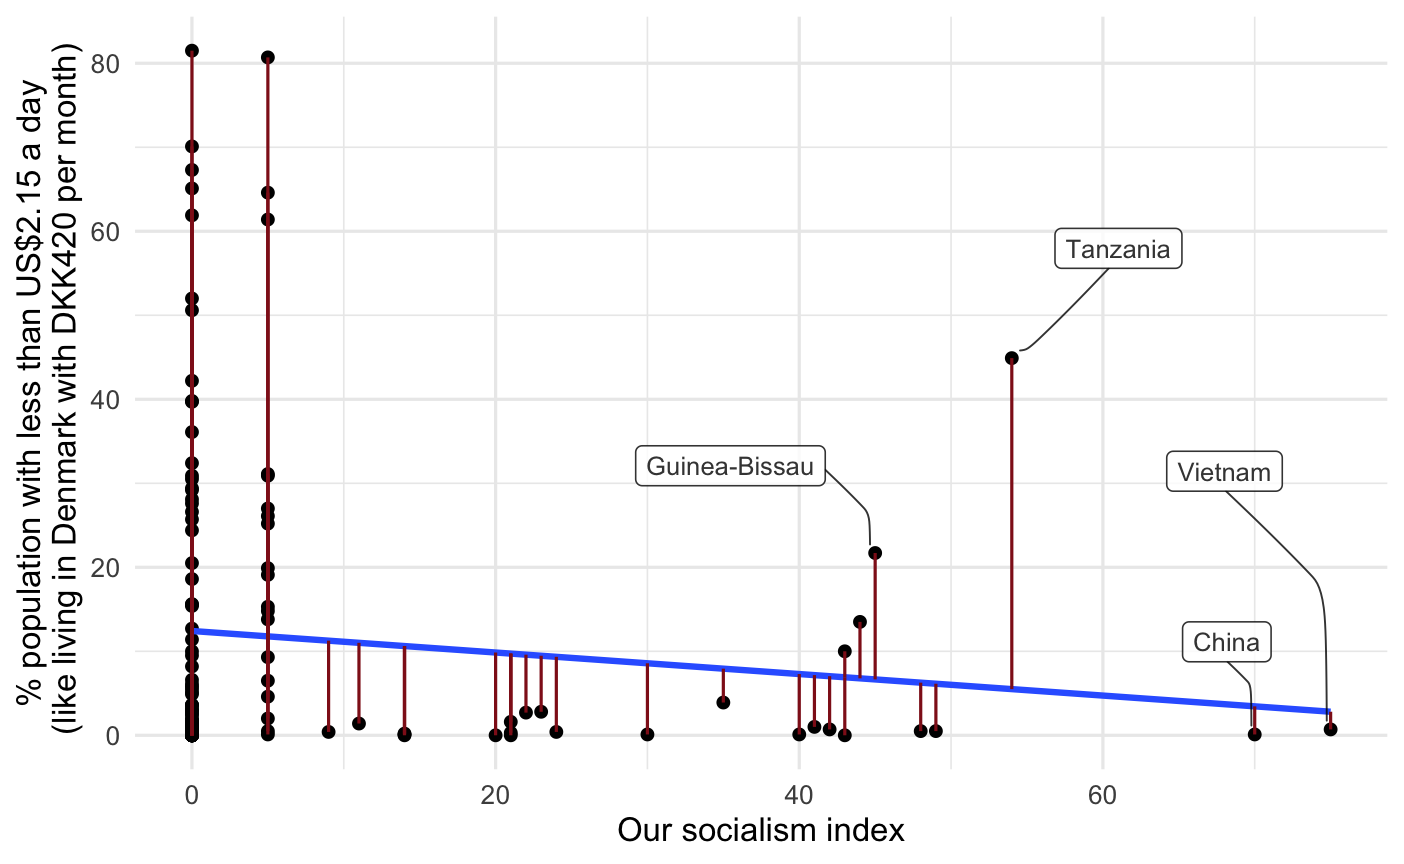 % population with less than US$2.15 a day
(like living in Denmark with DKK420 per month)
80
60
40
20
0
Tanzania
Guinea-Bissau
Vietnam
China
0
20
40
60
Our socialism index